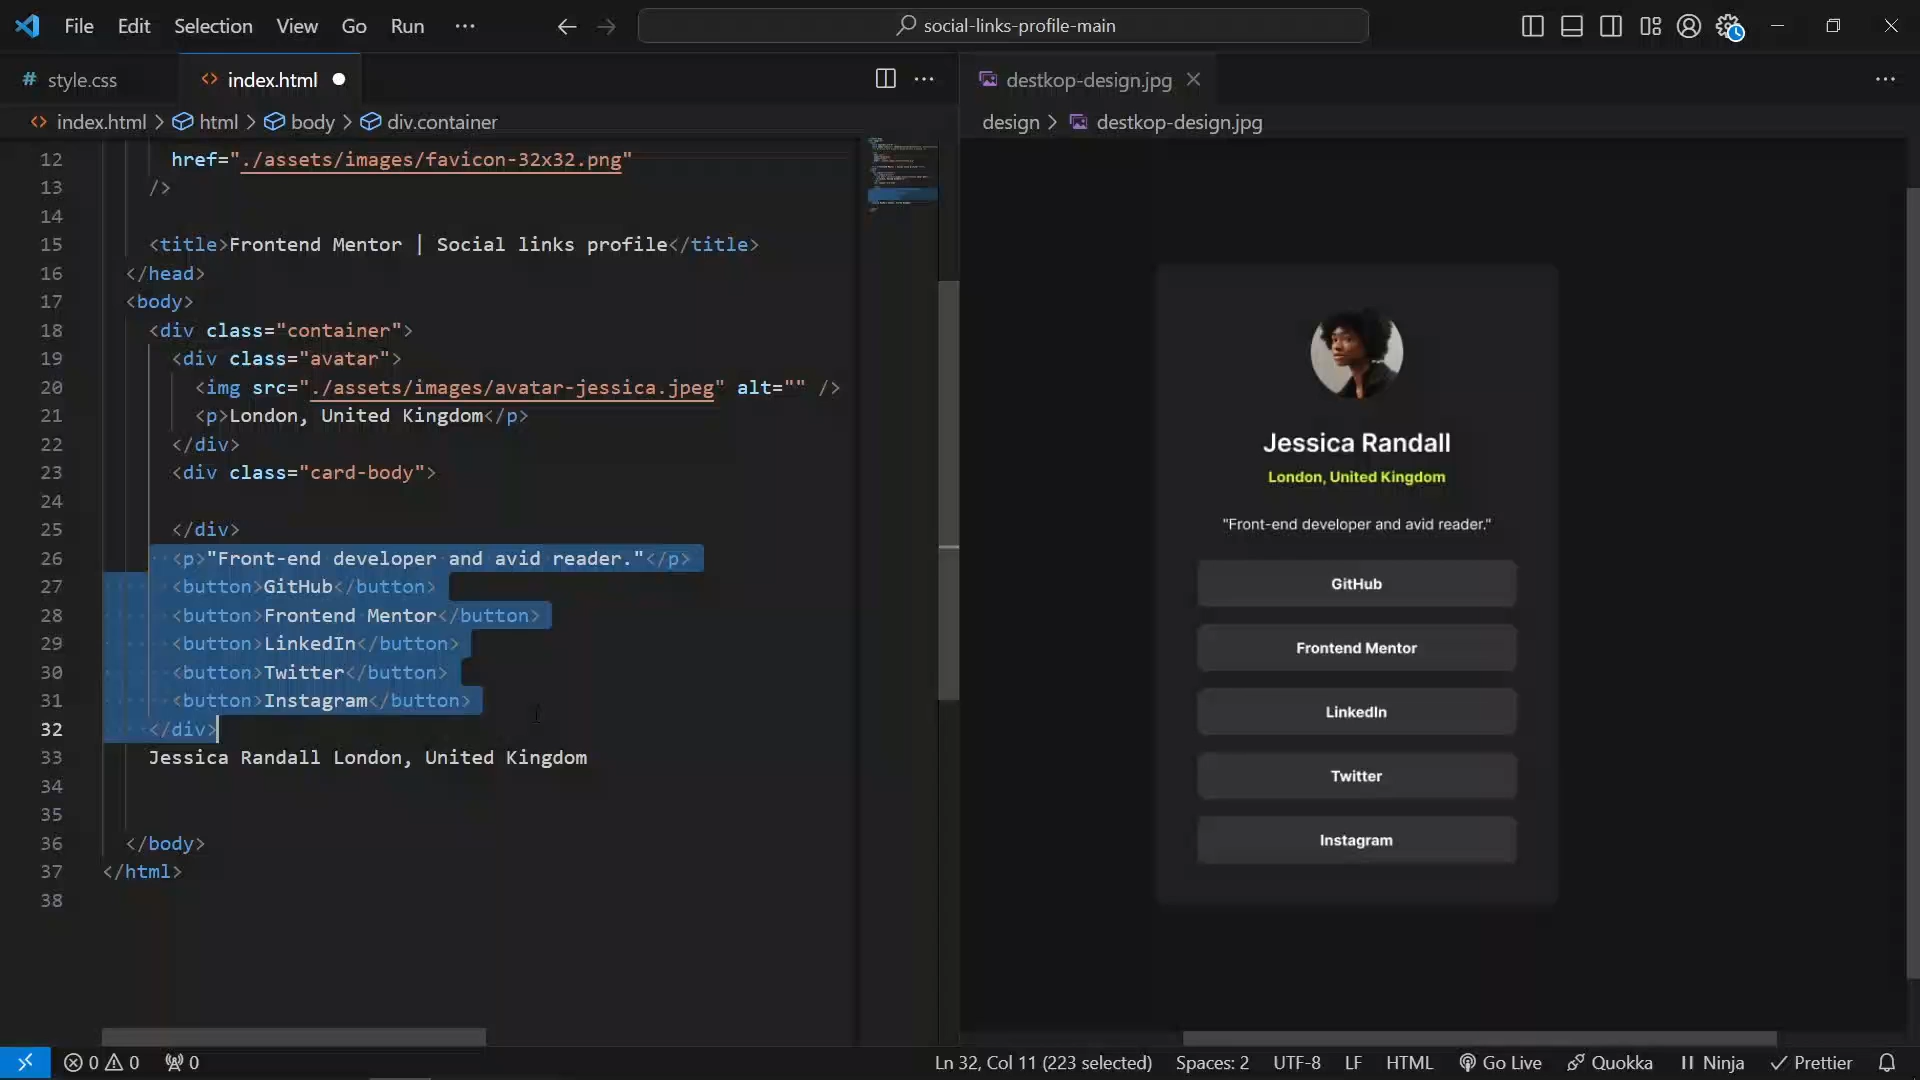 File Edit Selection View Go Run ··· social-links-profile-main
# style.css <> index.html destkop-design.jpg
<> index.html > html > body > div.container
design > destkop-design.jpg
12 href="./assets/images/favicon-32x32.png"
13 />
14
15 <title>Frontend Mentor | Social links profile</title>
16 </head>
17 <body>
18 <div class="container">
19 <div class="avatar">
20 <img src="./assets/images/avatar-jessica.jpeg" alt="" />
21 <p>London, United Kingdom</p>
22 </div>
23 <div class="card-body">
24
25 </div>
26 <p>"Front-end developer and avid reader."</p>
27 <button>GitHub</button>
28 <button>Frontend Mentor</button>
29 <button>LinkedIn</button>
30 <button>Twitter</button>
31 <button>Instagram</button>
32 </div>
33 Jessica Randall London, United Kingdom
34
35
36 </body>
37 </html>
38
Jessica Randall
London, United Kingdom
"Front-end developer and avid reader."
GitHub
Frontend Mentor
LinkedIn
Twitter
Instagram
0 0 0 Ln 32, Col 11 (223 selected) Spaces: 2 UTF-8 LF HTML Go Live Quokka Ninja Prettier